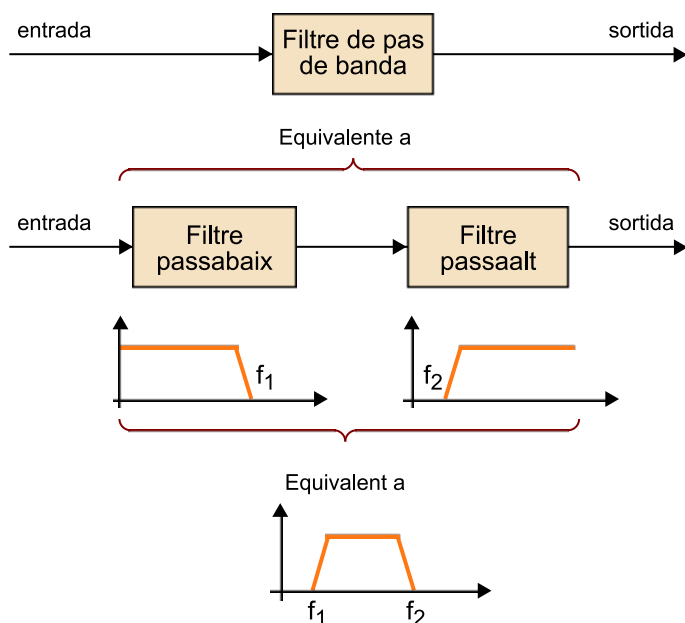 entrada
Filtre de pas
de banda
sortida
Equivalente a
entrada
Filtre
passabaix
Filtre
passaalt
sortida
f1
f2
Equivalent a
f1
f2